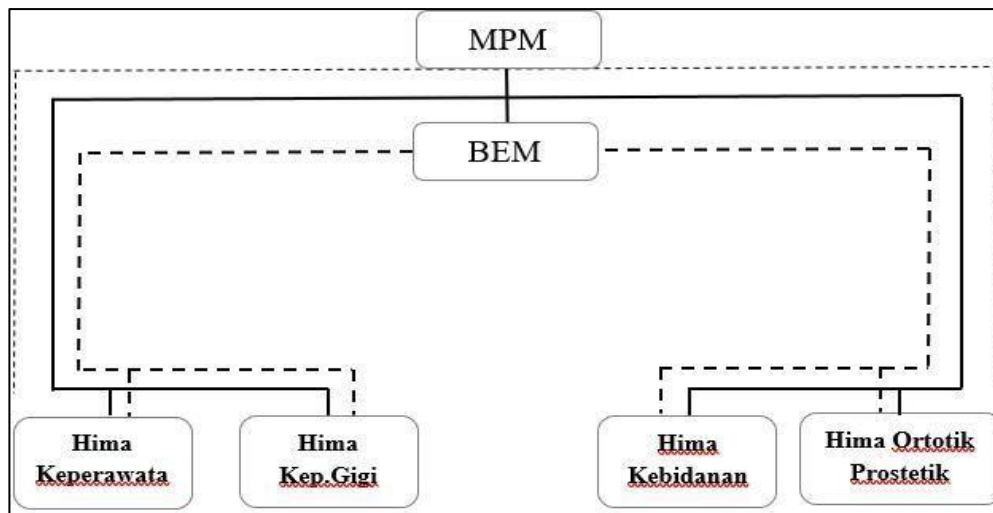 MPM
BEM
Hima
Keperawata
Hima
Kep.Gigi
Hima
Kebidanan
Hima Ortotik
Prostetik